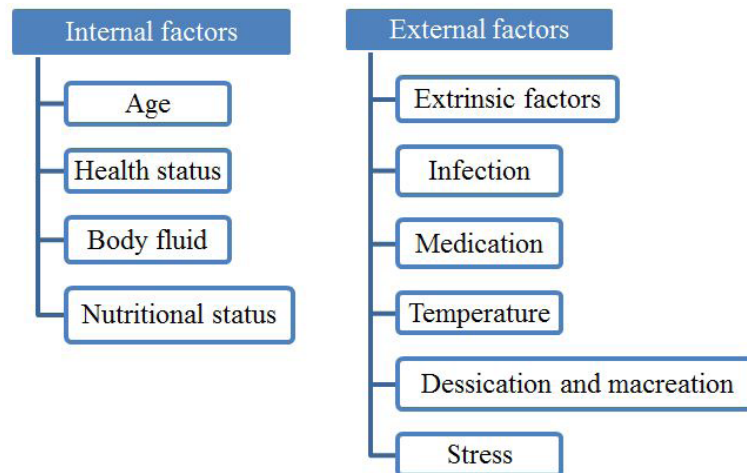 Internal factors
Age
Health status
Body fluid
Nutritional status
External factors
Extrinsic factors
Infection
Medication
Temperature
Dessication and macreation
Stress